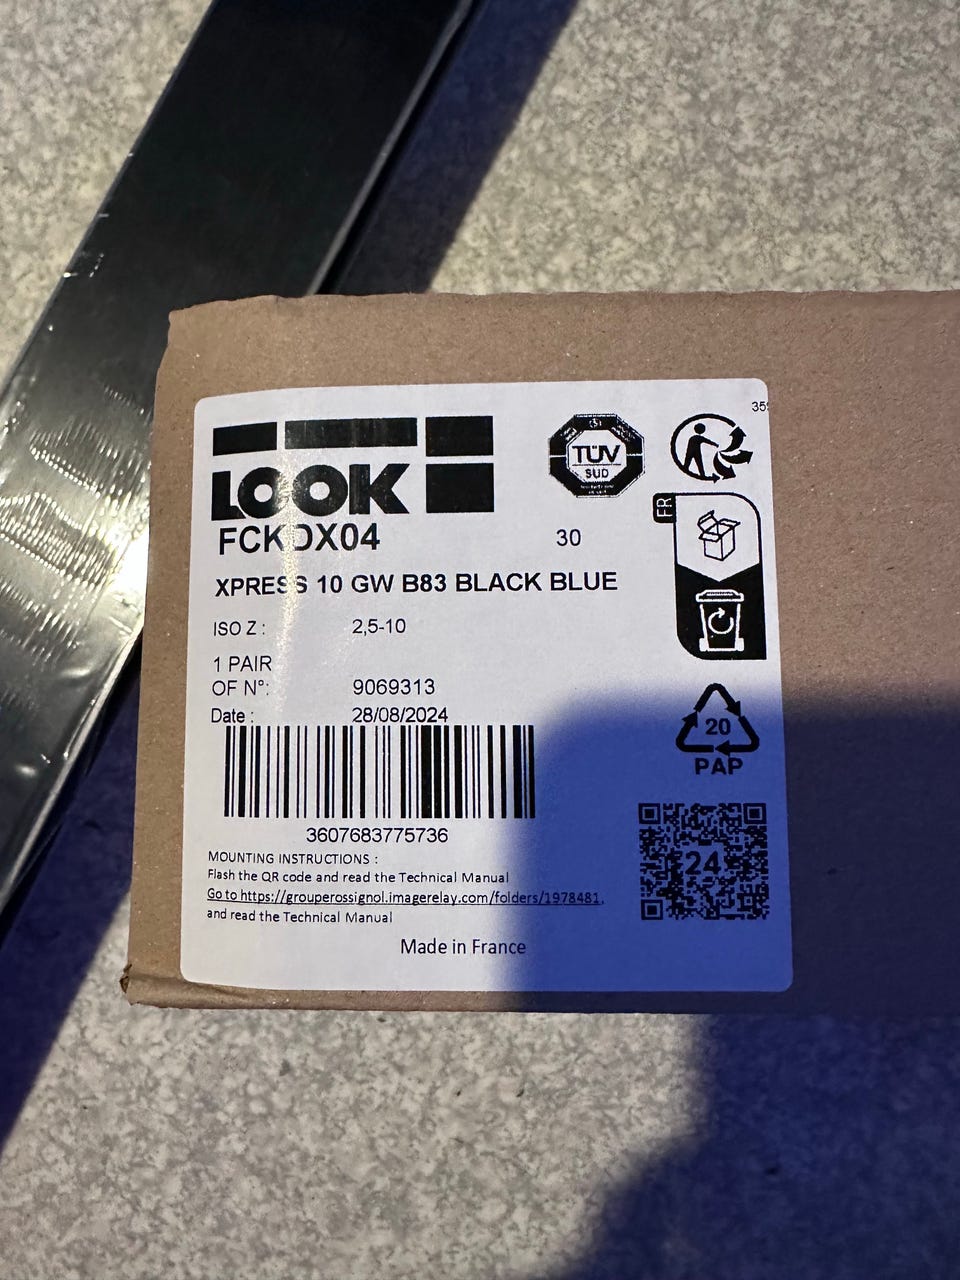 LOOK
FCKDX04
30
XPRESS 10 GW B83 BLACK BLUE
ISO Z : 2,5-10
1 PAIR
OF N°: 9069313
Date : 28/08/2024
3607683775736
MOUNTING INSTRUCTIONS :
Flash the QR code and read the Technical Manual
Go to https://grouperossignol.imagerelay.com/folders/1978481,
and read the Technical Manual
Made in France
TÜV
SÜD
FR
20
PAP
24